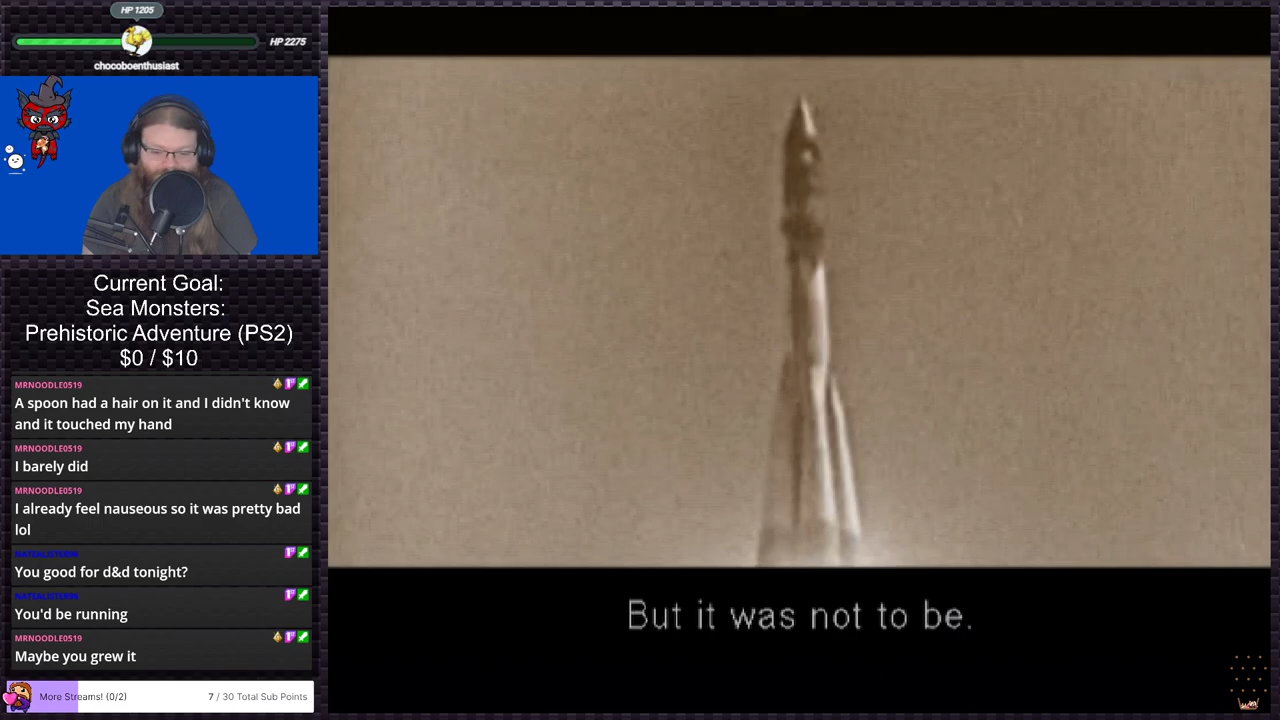 HP 1205
HP 2275
chocoboenthusiast
Current Goal:
Sea Monsters:
Prehistoric Adventure (PS2)
$0 / $10
MRNOODLE0519
A spoon had a hair on it and I didn't know
and it touched my hand
MRNOODLE0519
I barely did
MRNOODLE0519
I already feel nauseous so it was pretty bad
lol
You good for d&d tonight?
You'd be running
MRNOODLE0519
Maybe you grew it
More Streams! (0/2)
7 / 30 Total Sub Points
But it was not to be.